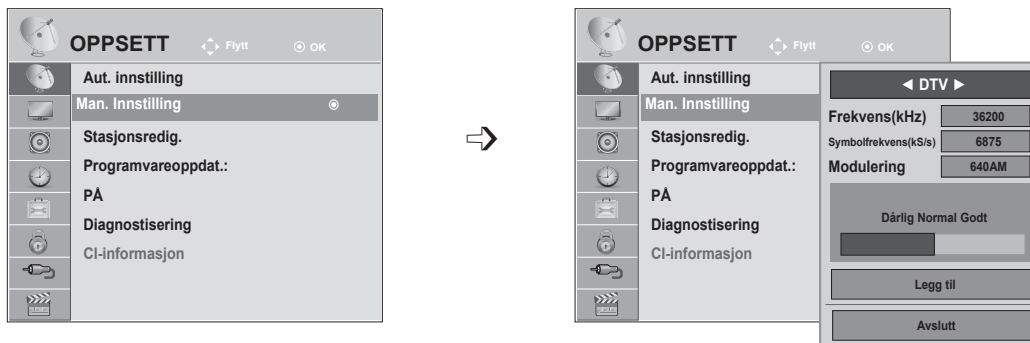 OPPSETT Flytt OK
Aut. innstilling
Man. Innstilling
Stasjonsredig.
Programvareoppdat.:
PÅ
Diagnostisering
CI-informasjon
OPPSETT Flytt OK
Aut. innstilling
Man. Innstilling
Stasjonsredig.
Programvareoppdat.:
PÅ
Diagnostisering
CI-informasjon
◄ DTV ►
Frekvens(kHz) 36200
Symbolfrekvens(kS/s) 6875
Modulering 640AM
Dårlig Normal Godt
Legg til
Avslutt